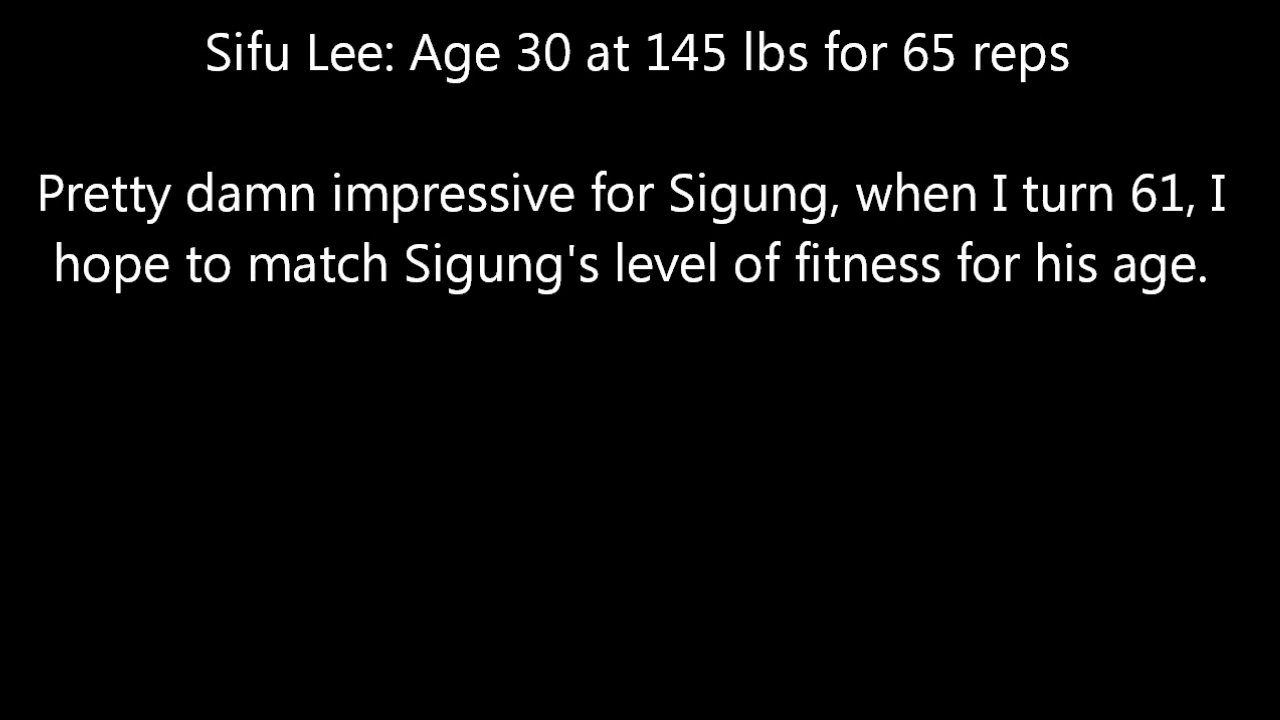 Sifu Lee: Age 30 at 145 lbs for 65 reps
Pretty damn impressive for Sigung, when I turn 61, I
hope to match Sigung's level of fitness for his age.